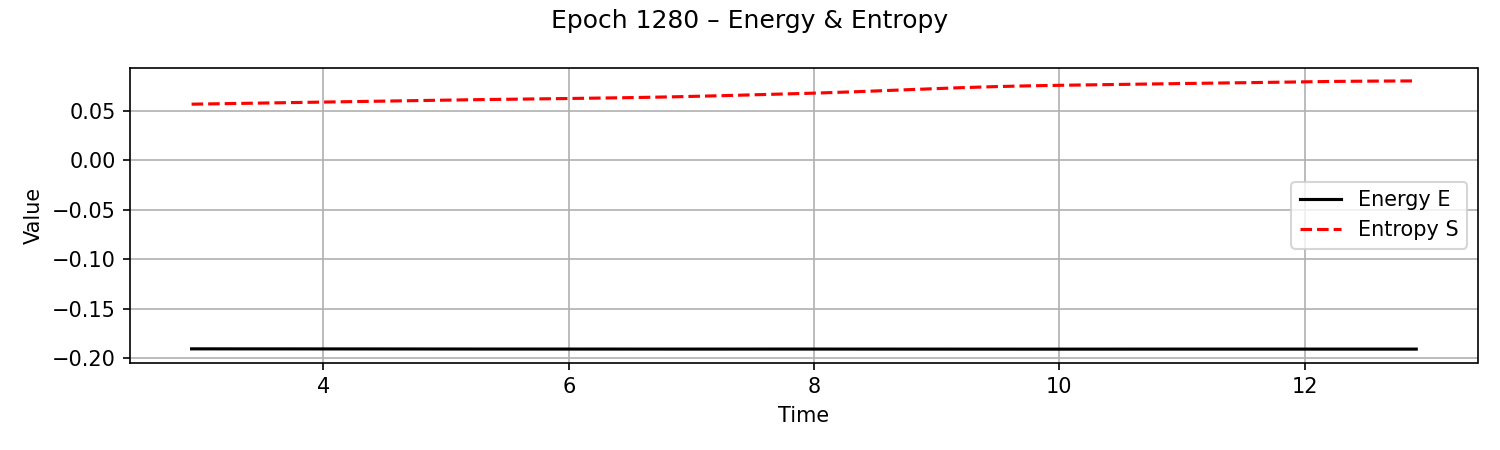 Epoch 1280 – Energy & Entropy
0.05
0.00
−0.05
−0.10
−0.15
−0.20
Value
Energy E
Entropy S
4 6 8 10 12
Time